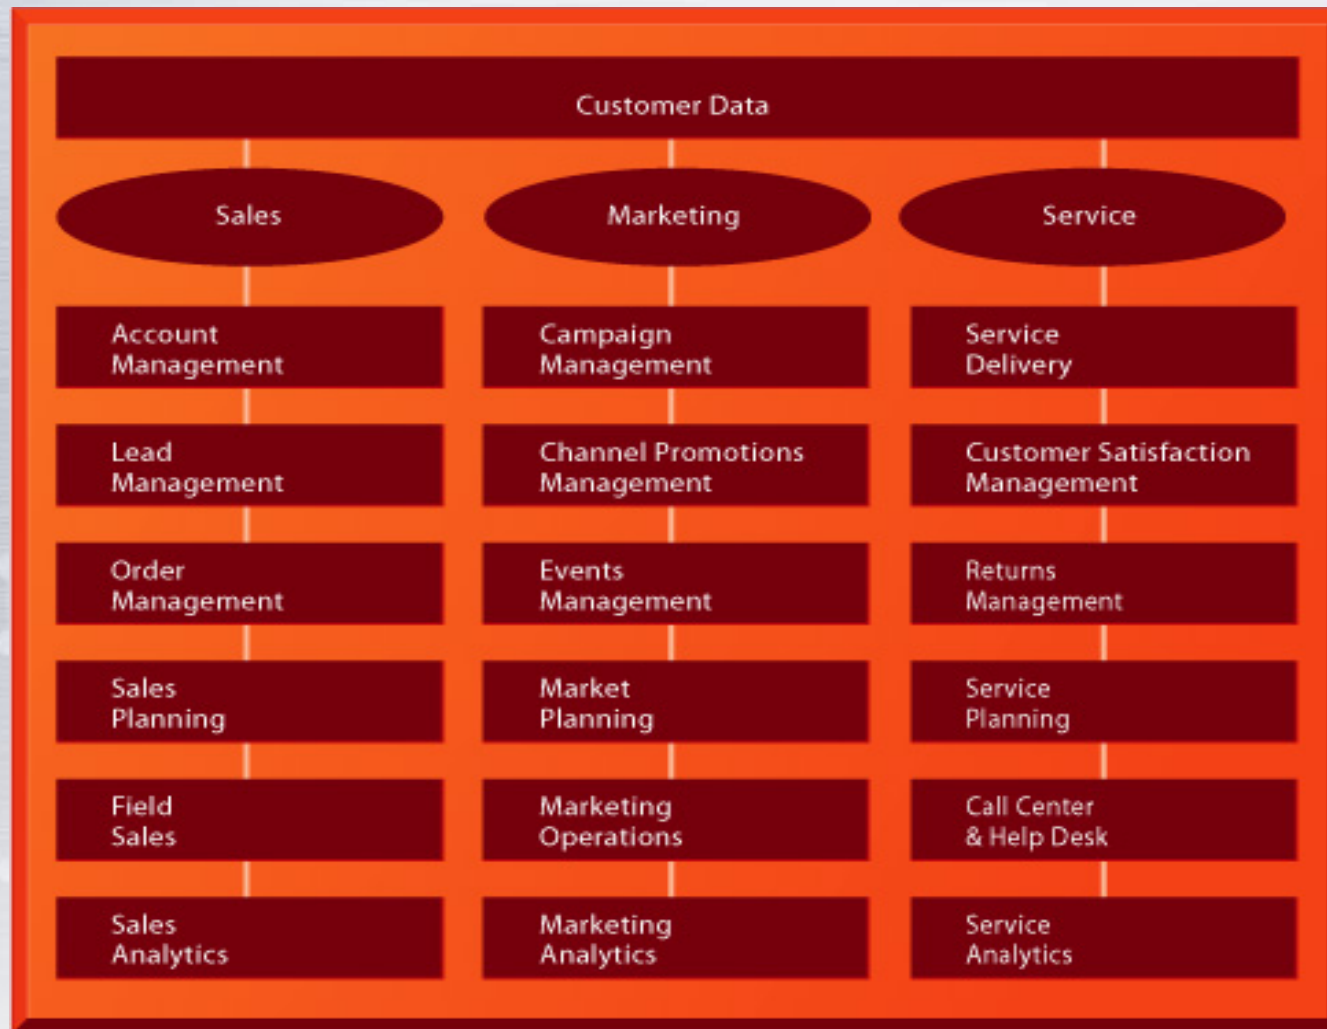 Customer Data
Sales
Marketing
Service
Account
Management
Campaign
Management
Service
Delivery
Lead
Management
Channel Promotions
Management
Customer Satisfaction
Management
Order
Management
Events
Management
Returns
Management
Sales
Planning
Market
Planning
Service
Planning
Field
Sales
Marketing
Operations
Call Center
& Help Desk
Sales
Analytics
Marketing
Analytics
Service
Analytics